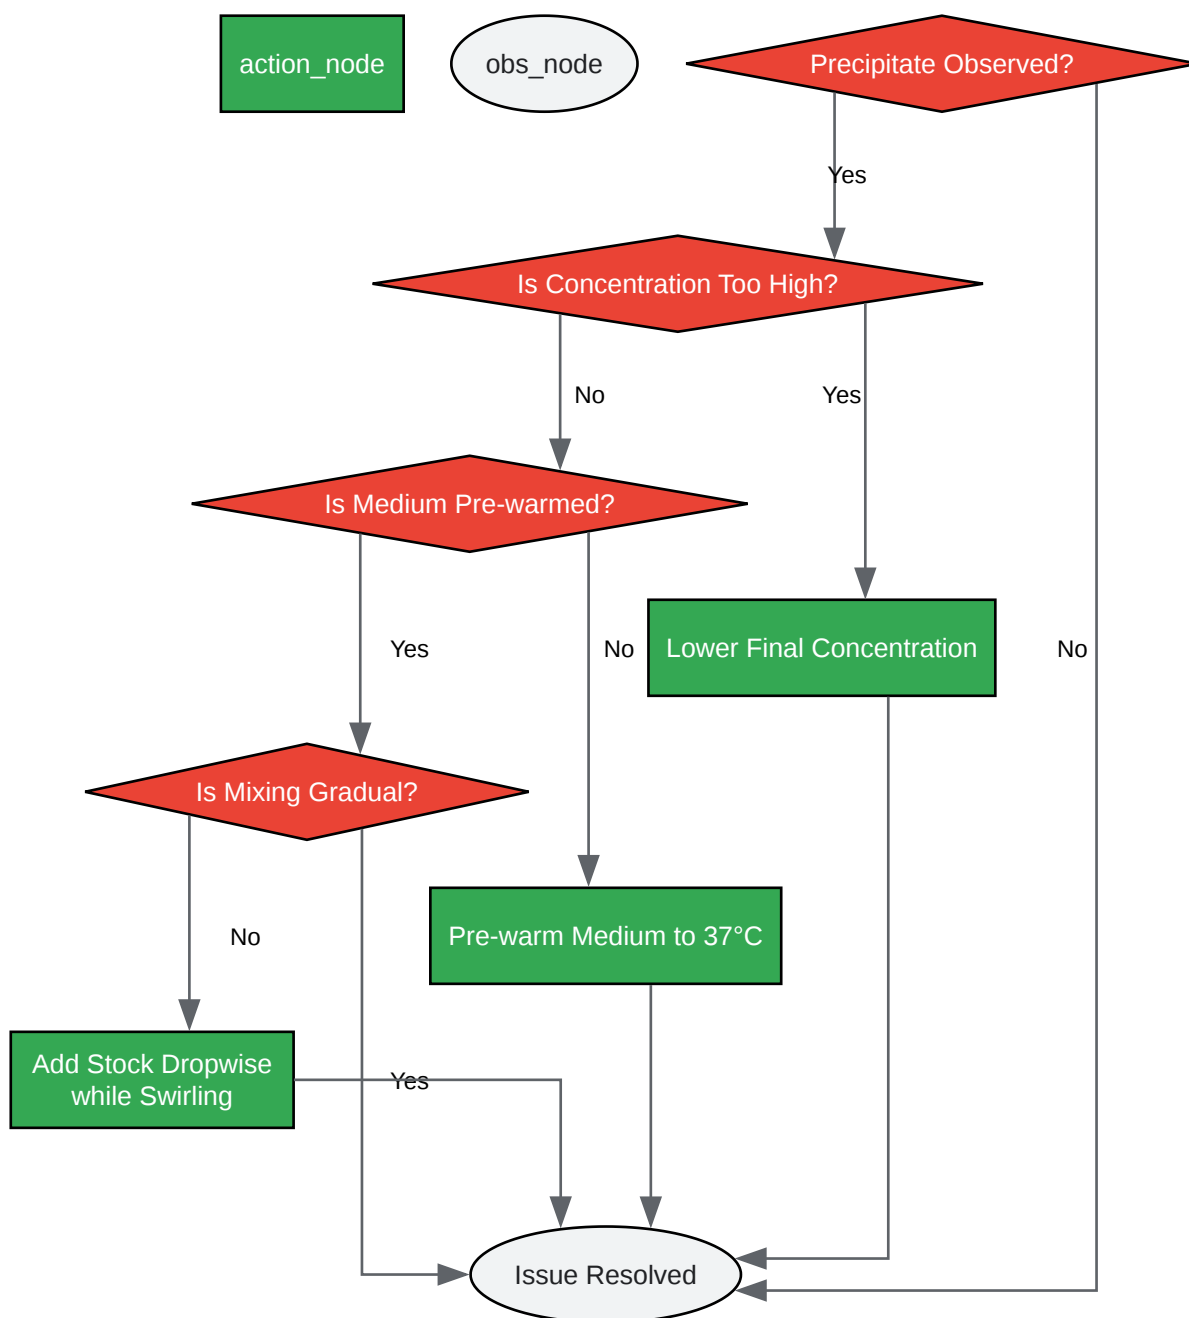 action_node
obs_node
Precipitate Observed?
Yes
Is Concentration Too High?
No
Yes
Is Medium Pre-warmed?
Yes
No
Lower Final Concentration
No
Is Mixing Gradual?
No
Pre-warm Medium to 37°C
Add Stock Dropwise
while Swirling
Yes
Issue Resolved